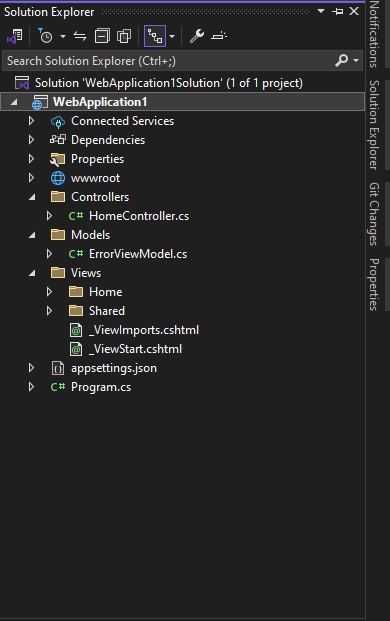 Solution Explorer
Search Solution Explorer (Ctrl+;)
Solution 'WebApplication1Solution' (1 of 1 project)
WebApplication1
Connected Services
Dependencies
Properties
wwwroot
Controllers
C# HomeController.cs
Models
C# ErrorViewModel.cs
Views
Home
Shared
_ViewImports.cshtml
_ViewStart.cshtml
appsettings.json
C# Program.cs
Notifications
Solution Explorer
Git Changes
Properties